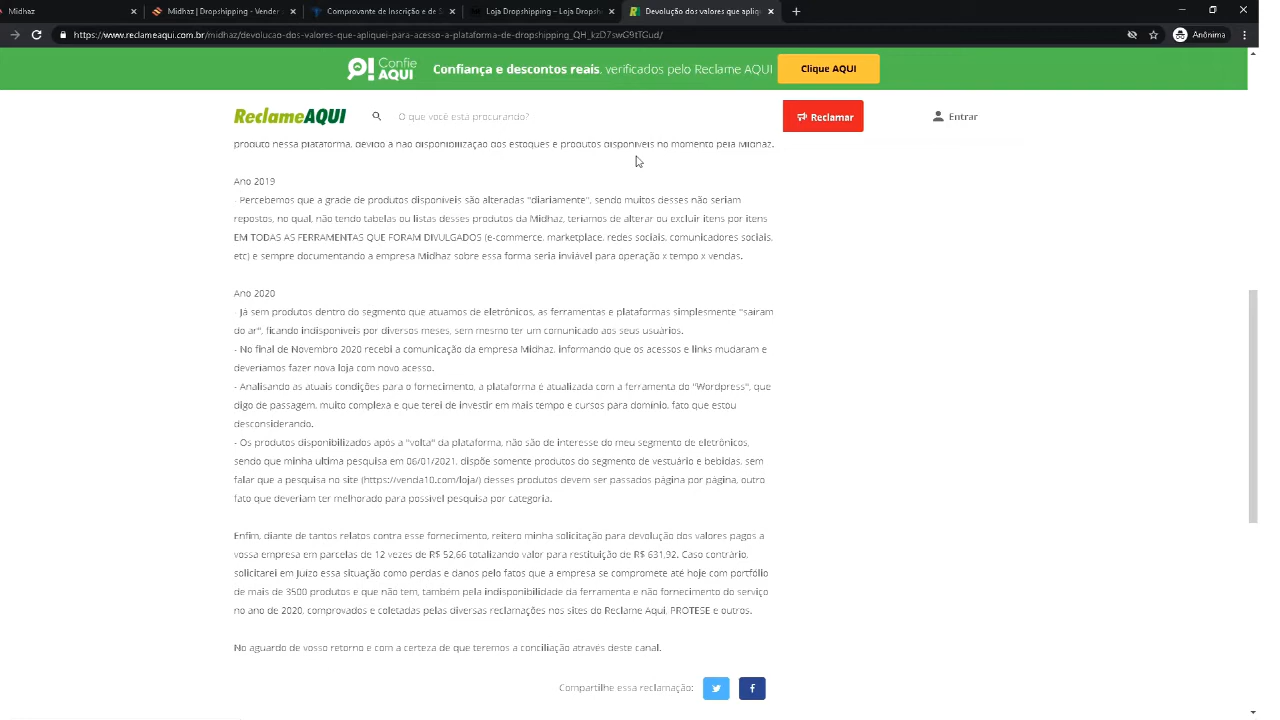 Midhaz
Midhaz | Dropshipping - Vender
Comprovante de Inscrição e de S
Loja Dropshipping – Loja Drops
Devolução dos valores que apliq
https://www.reclameaqui.com.br/midhaz/devolucao-dos-valores-que-apliquei-para-acesso-a-plataforma-de-dropshipping_QH_kzD7swG9tTGud/
Anônima
Confie AQUI
Confiança e descontos reais, verificados pelo Reclame AQUI
Clique AQUI
ReclameAQUI
O que você está procurando?
Reclamar
Entrar
produto nessa plataforma, devido a não disponibilização dos estoques e produtos disponíveis no momento pela Midhaz.
Ano 2019
- Percebemos que a grade de produtos disponíveis são alteradas "diariamente", sendo muitos desses não seriam
repostos, no qual, não tendo tabelas ou listas desses produtos da Midhaz, teríamos de alterar ou excluir itens por itens
EM TODAS AS FERRAMENTAS QUE FORAM DIVULGADOS (e-commerce, marketplace, redes sociais, comunicadores sociais,
etc) e sempre documentando a empresa Midhaz sobre essa forma seria inviável para operação x tempo x vendas.
Ano 2020
- Já sem produtos dentro do segmento que atuamos de eletrônicos, as ferramentas e plataformas simplesmente "saíram
do ar", ficando indisponíveis por diversos meses, sem mesmo ter um comunicado aos seus usuários.
- No final de Novembro 2020 recebi a comunicação da empresa Midhaz, informando que os acessos e links mudaram e
deveríamos fazer nova loja com novo acesso.
- Analisando as atuais condições para o fornecimento, a plataforma é atualizada com a ferramenta do "Wordpress", que
digo de passagem, muito complexa e que terei de investir em mais tempo e cursos para domínio, fato que estou
desconsiderando.
- Os produtos disponibilizados após a "volta" da plataforma, não são de interesse do meu segmento de eletrônicos,
sendo que minha ultima pesquisa em 06/01/2021, dispõe somente produtos do segmento de vestuário e bebidas, sem
falar que a pesquisa no site (https://venda10.com/loja/) desses produtos devem ser passados página por página, outro
fato que deveriam ter melhorado para possível pesquisa por categoria.
Enfim, diante de tantos relatos contra esse fornecimento, reitero minha solicitação para devolução dos valores pagos a
vossa empresa em parcelas de 12 vezes de R$ 52,66 totalizando valor para restituição de R$ 631,92. Caso contrário,
solicitarei em Juízo essa situação como perdas e danos pelo fatos que a empresa se compromete até hoje com portfólio
de mais de 3500 produtos e que não tem, também pela indisponibilidade da ferramenta e não fornecimento do serviço
no ano de 2020, comprovados e coletadas pelas diversas reclamações nos sites do Reclame Aqui, PROTESE e outros.
No aguardo de vosso retorno e com a certeza de que teremos a conciliação através deste canal.
Compartilhe essa reclamação: